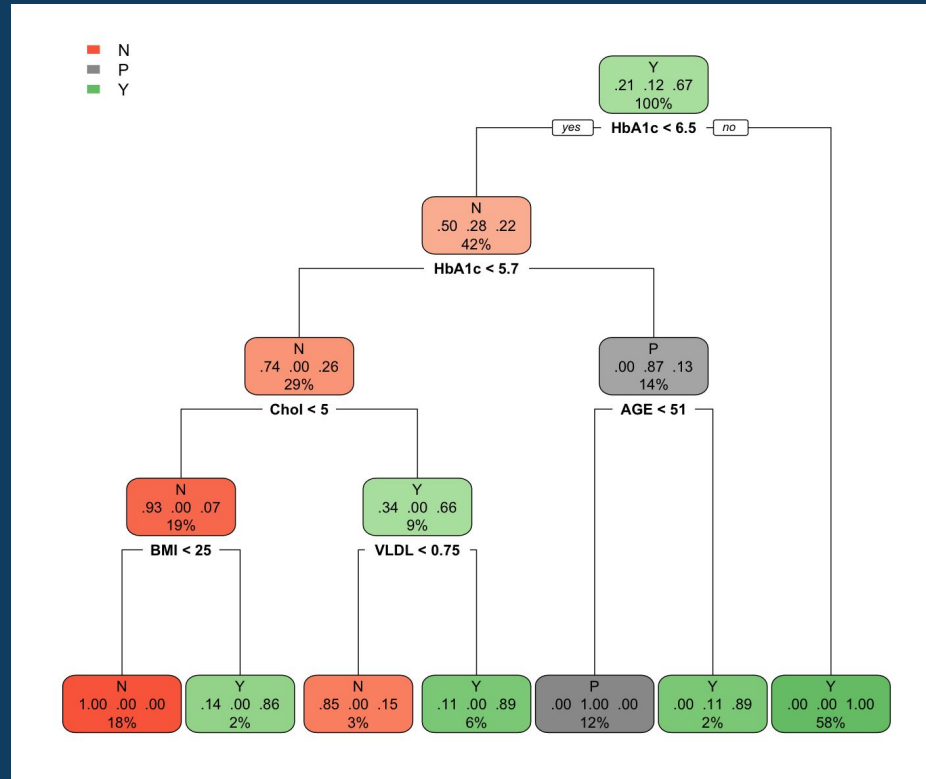 N
P
Y
Y
.21 .12 .67
100%
yes HbA1c < 6.5 no
N
.50 .28 .22
42%
HbA1c < 5.7
N
.74 .00 .26
29%
Chol < 5
P
.00 .87 .13
14%
AGE < 51
N
.93 .00 .07
19%
BMI < 25
Y
.34 .00 .66
9%
VLDL < 0.75
N
1.00 .00 .00
18%
Y
.14 .00 .86
2%
N
.85 .00 .15
3%
Y
.11 .00 .89
6%
P
.00 1.00 .00
12%
Y
.00 .11 .89
2%
Y
.00 .00 1.00
58%